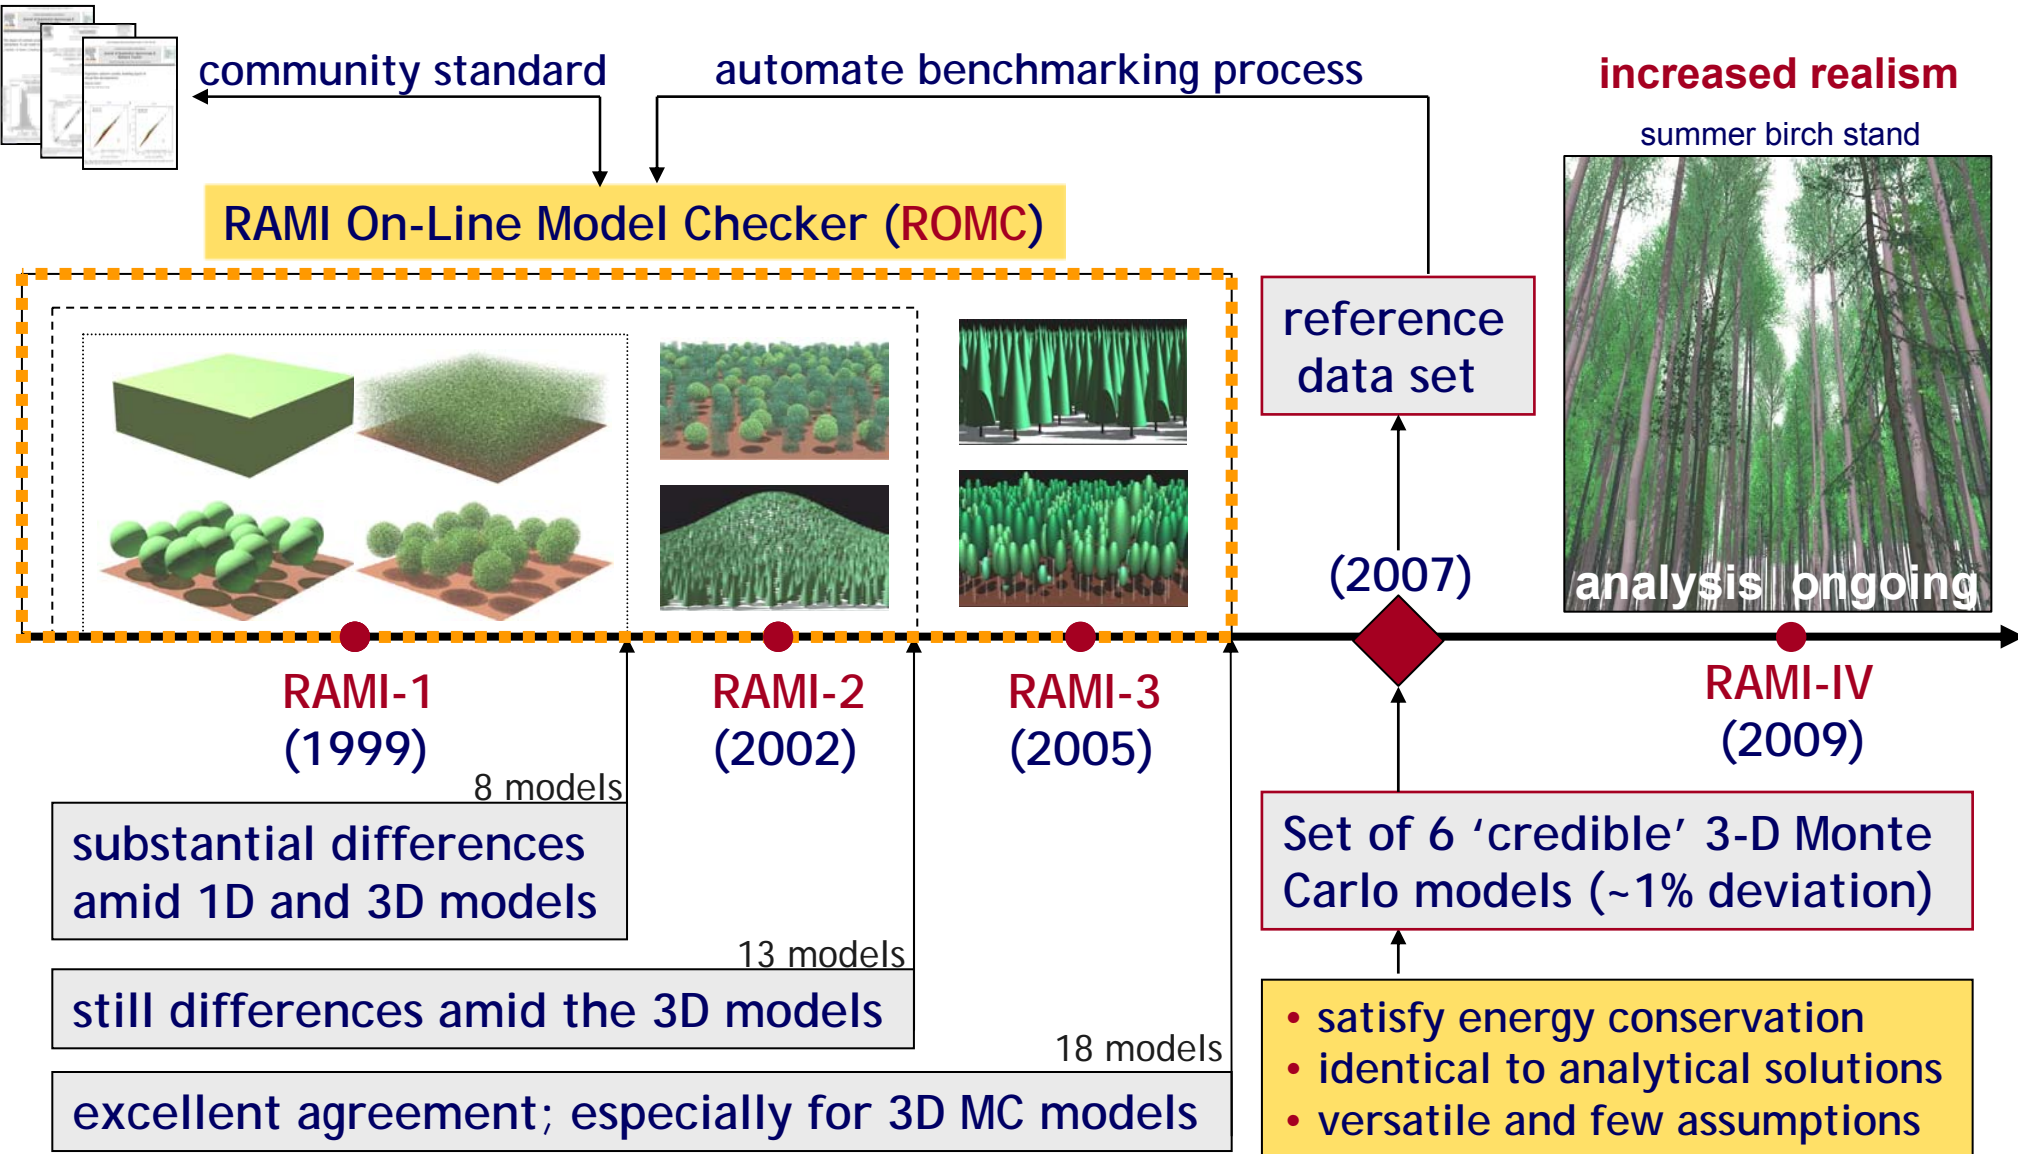 community standard
automate benchmarking process
increased realism
summer birch stand
RAMI On-Line Model Checker (ROMC)
reference
data set
(2007)
analysis ongoing
RAMI-1
(1999)
RAMI-2
(2002)
RAMI-3
(2005)
RAMI-IV
(2009)
8 models
substantial differences
amid 1D and 3D models
13 models
still differences amid the 3D models
18 models
excellent agreement; especially for 3D MC models
Set of 6 ‘credible’ 3-D Monte
Carlo models (~1% deviation)
• satisfy energy conservation
• identical to analytical solutions
• versatile and few assumptions